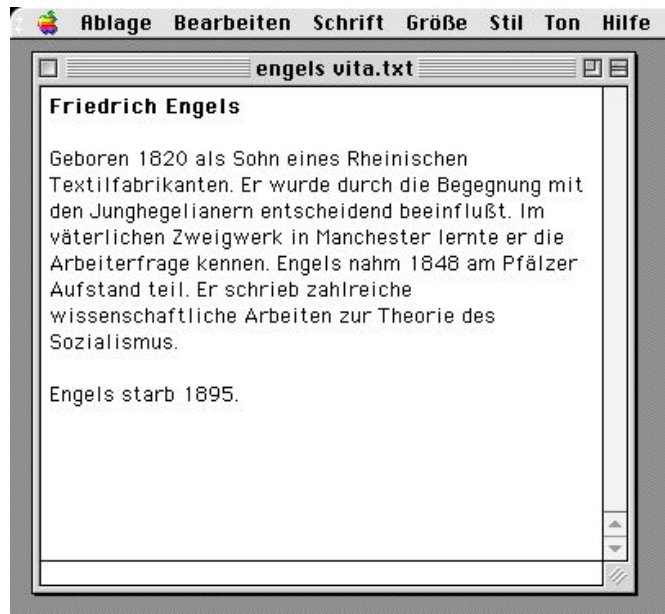 Ablage Bearbeiten Schrift Größe Stil Ton Hilfe
engels vita.txt
Friedrich Engels
Geboren 1820 als Sohn eines Rheinischen
Textilfabrikanten. Er wurde durch die Begegnung mit
den Junghegelianern entscheidend beeinflußt. Im
väterlichen Zweigwerk in Manchester lernte er die
Arbeiterfrage kennen. Engels nahm 1848 am Pfälzer
Aufstand teil. Er schrieb zahlreiche
wissenschaftliche Arbeiten zur Theorie des
Sozialismus.
Engels starb 1895.